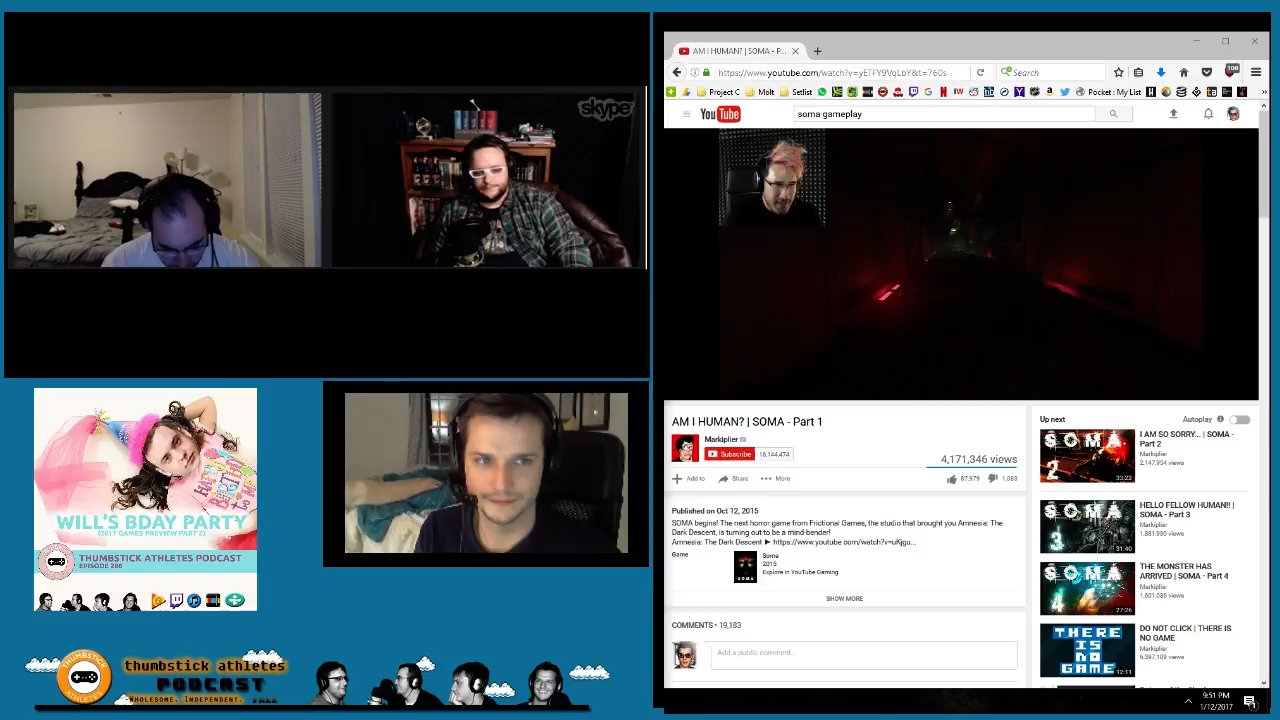 skype
WILL'S BDAY PARTY
(2017 GAMES PREVIEW PART 2)
THUMBSTICK ATHLETES PODCAST
EPISODE 286
THUMBSTICK
ATHLETES
thumbstick athletes
PODCAST
WHOLESOME. INDEPENDENT. FREE
AM I HUMAN? | SOMA - P...
https://www.youtube.com/watch?v=yETFY9VqLbY&t=760s
Search
108
Project C
Molt
Setlist
Pocket : My List
YouTube
soma gameplay
AM I HUMAN? | SOMA - Part 1
Markiplier
Subscribe
16,144,474
4,171,346 views
Add to
Share
More
87,979
1,083
Published on Oct 12, 2015
SOMA begins! The next horror game from Frictional Games, the studio that brought you Amnesia: The
Dark Descent, is turning out to be a mind-bender!
Amnesia: The Dark Descent ► https://www.youtube.com/watch?v=uKjgu...
Game
SOMA
Soma
2015
Explore in YouTube Gaming
SHOW MORE
COMMENTS • 19,183
Add a public comment...
Up next
Autoplay
SOMA
2
33:22
I AM SO SORRY... | SOMA -
Part 2
Markiplier
2,147,954 views
SOMA
3
31:40
HELLO FELLOW HUMAN!! |
SOMA - Part 3
Markiplier
1,881,930 views
SOMA
4
27:26
THE MONSTER HAS
ARRIVED | SOMA - Part 4
Markiplier
1,601,036 views
THERE
IS
NO
GAME
12:11
DO NOT CLICK | THERE IS
NO GAME
Markiplier
6,397,109 views
9:51 PM
1/12/2017